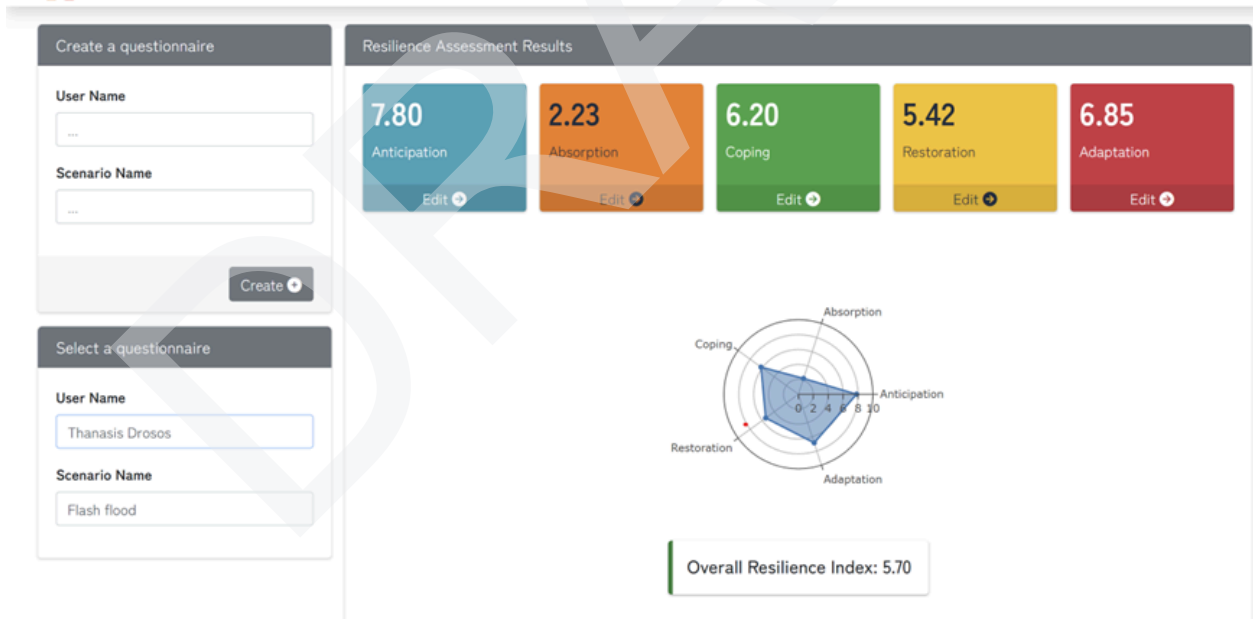 Create a questionnaire
User Name
...
Scenario Name
...
Create
Select a questionnaire
User Name
Thanasis Drosos
Scenario Name
Flash flood
Resilience Assessment Results
7.80
Anticipation
Edit
2.23
Absorption
Edit
6.20
Coping
Edit
5.42
Restoration
Edit
6.85
Adaptation
Edit
Absorption
Coping
Anticipation
0 2 4 6 8 10
Restoration
Adaptation
Overall Resilience Index: 5.70